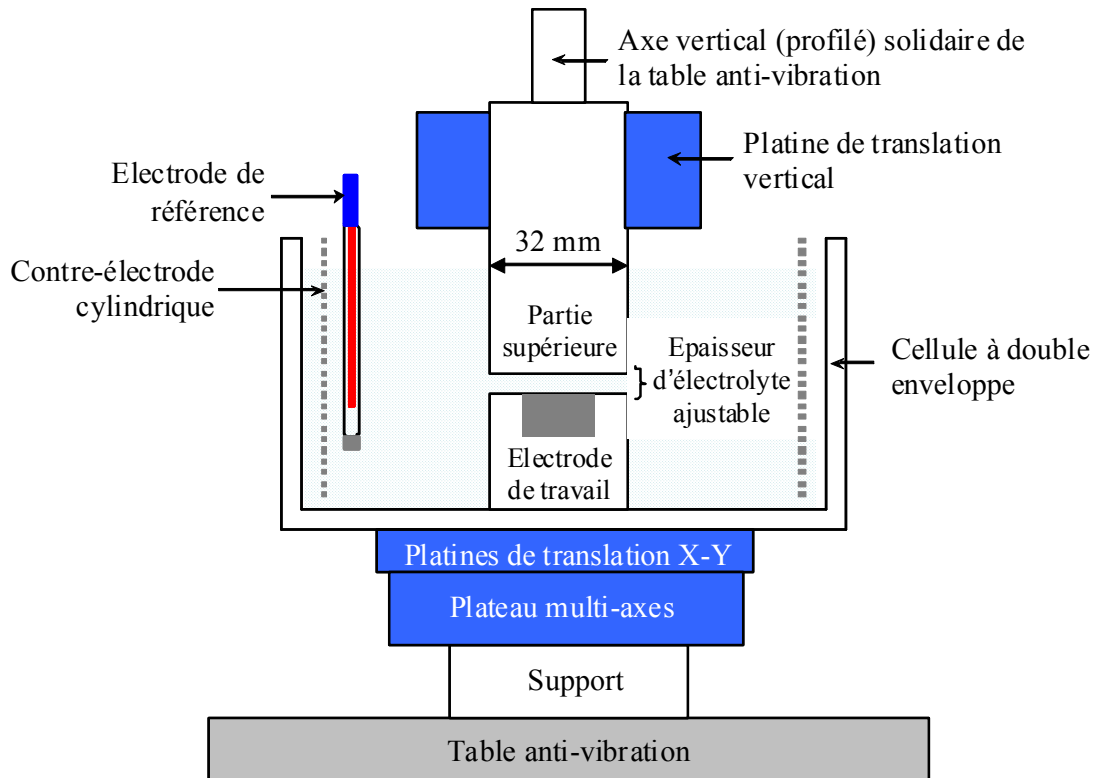 Axe vertical (profilé) solidaire de
la table anti-vibration
Platine de translation
vertical
Electrode de
référence
32 mm
Contre-électrode
cylindrique
Partie
supérieure
Epaisseur
d'électrolyte
ajustable
Cellule à double
enveloppe
Electrode
de travail
Platines de translation X-Y
Plateau multi-axes
Support
Table anti-vibration